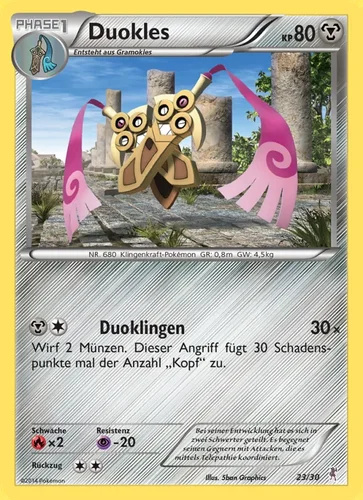 PHASE 1
Duokles
KP 80
Entsteht aus Gramokles
NR. 680 Klingenkraft-Pokémon GR: 0,8m GW: 4,5kg
Duoklingen 30x
Wirf 2 Münzen. Dieser Angriff fügt 30 Schadens-
punkte mal der Anzahl „Kopf“ zu.
Schwäche
x2
Resistenz
-20
Rückzug
Bei seiner Entwicklung hat es sich in
zwei Schwerter geteilt. Es begegnet
seinen Gegnern mit Attacken, die es
mittels Telepathie koordiniert.
©2014 Pokémon
Illus. 5ban Graphics
23/30